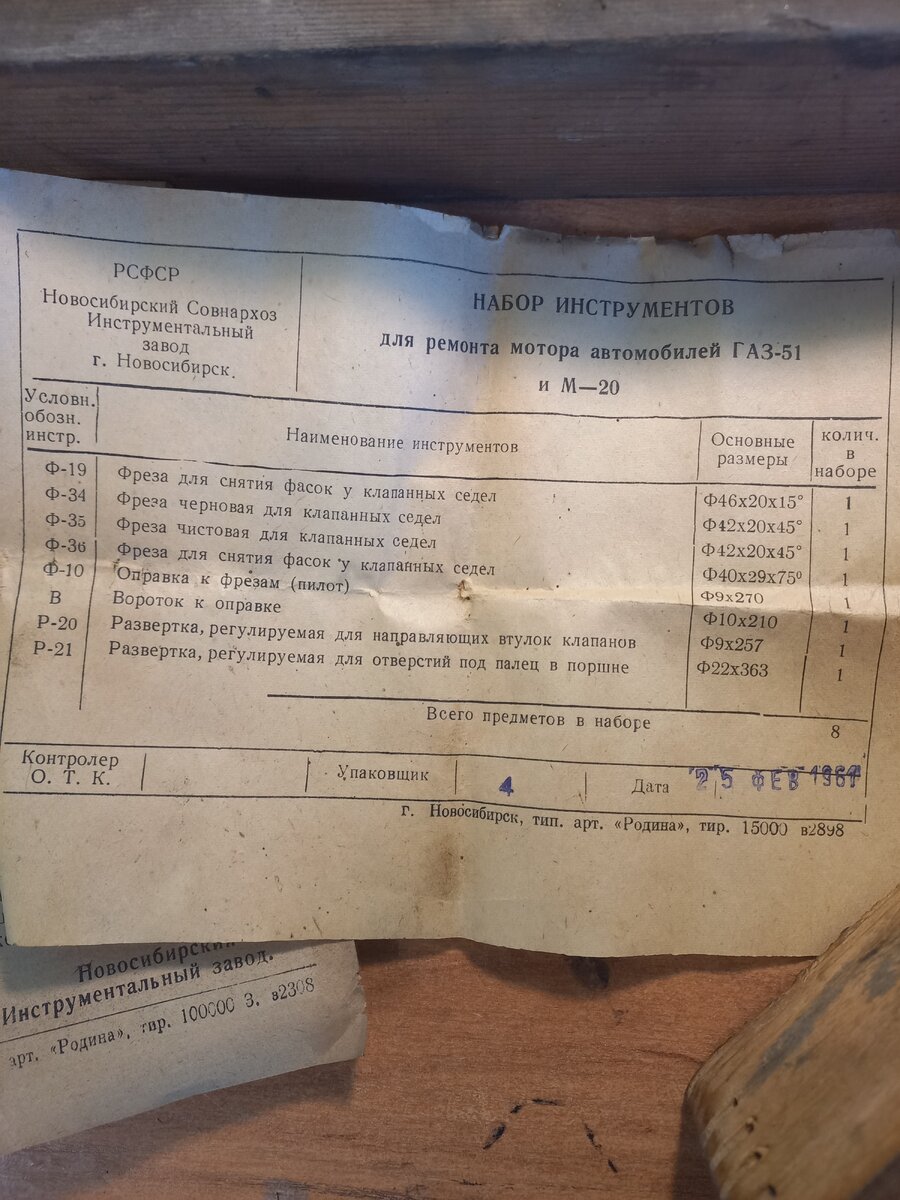 РСФСР
Новосибирский Совнархоз
Инструментальный
завод
г. Новосибирск.
НАБОР ИНСТРУМЕНТОВ
для ремонта мотора автомобилей ГАЗ-51
и М—20
Условн. обозн. инстр. Наименование инструментов Основные размеры колич. в наборе
Ф-19 Фреза для снятия фасок у клапанных седел Ф46х20х15° 1
Ф-34 Фреза черновая для клапанных седел Ф42х20х45° 1
Ф-35 Фреза чистовая для клапанных седел Ф42х20х45° 1
Ф-36 Фреза для снятия фасок у клапанных седел Ф40х29х75° 1
Ф-10 Оправка к фрезам (пилот) Ф9х270 1
В Вороток к оправке Ф10х210 1
Р-20 Развертка, регулируемая для направляющих втулок клапанов Ф9х257 1
Р-21 Развертка, регулируемая для отверстий под палец в поршне Ф22х363 1
Всего предметов в наборе 8
Контролер
О. Т. К.
Упаковщик 4 Дата 25 ФЕВ
г. Новосибирск, тип. арт. «Родина», тир. 15000 в2898
Новосибирский
Инструментальный завод.
арт. «Родина», тир. 100000 З. в2308